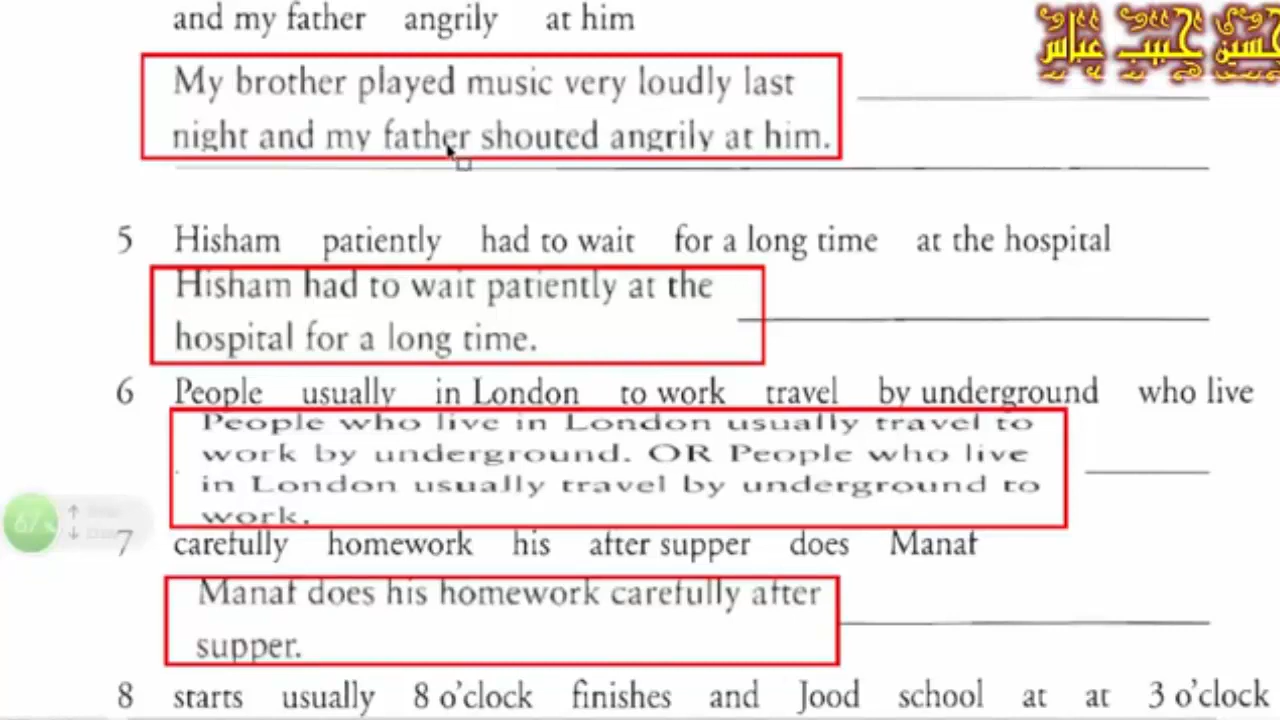 and my father angrily at him
حسين حبيب عباس
My brother played music very loudly last
night and my father shouted angrily at him.
5 Hisham patiently had to wait for a long time at the hospital
Hisham had to wait patiently at the
hospital for a long time.
6 People usually in London to work travel by underground who live
People who live in London usually travel to
work by underground. OR People who live
in London usually travel by underground to
work.
7 carefully homework his after supper does Manaf
Manaf does his homework carefully after
supper.
8 starts usually 8 o'clock finishes and Jood school at at 3 o'clock